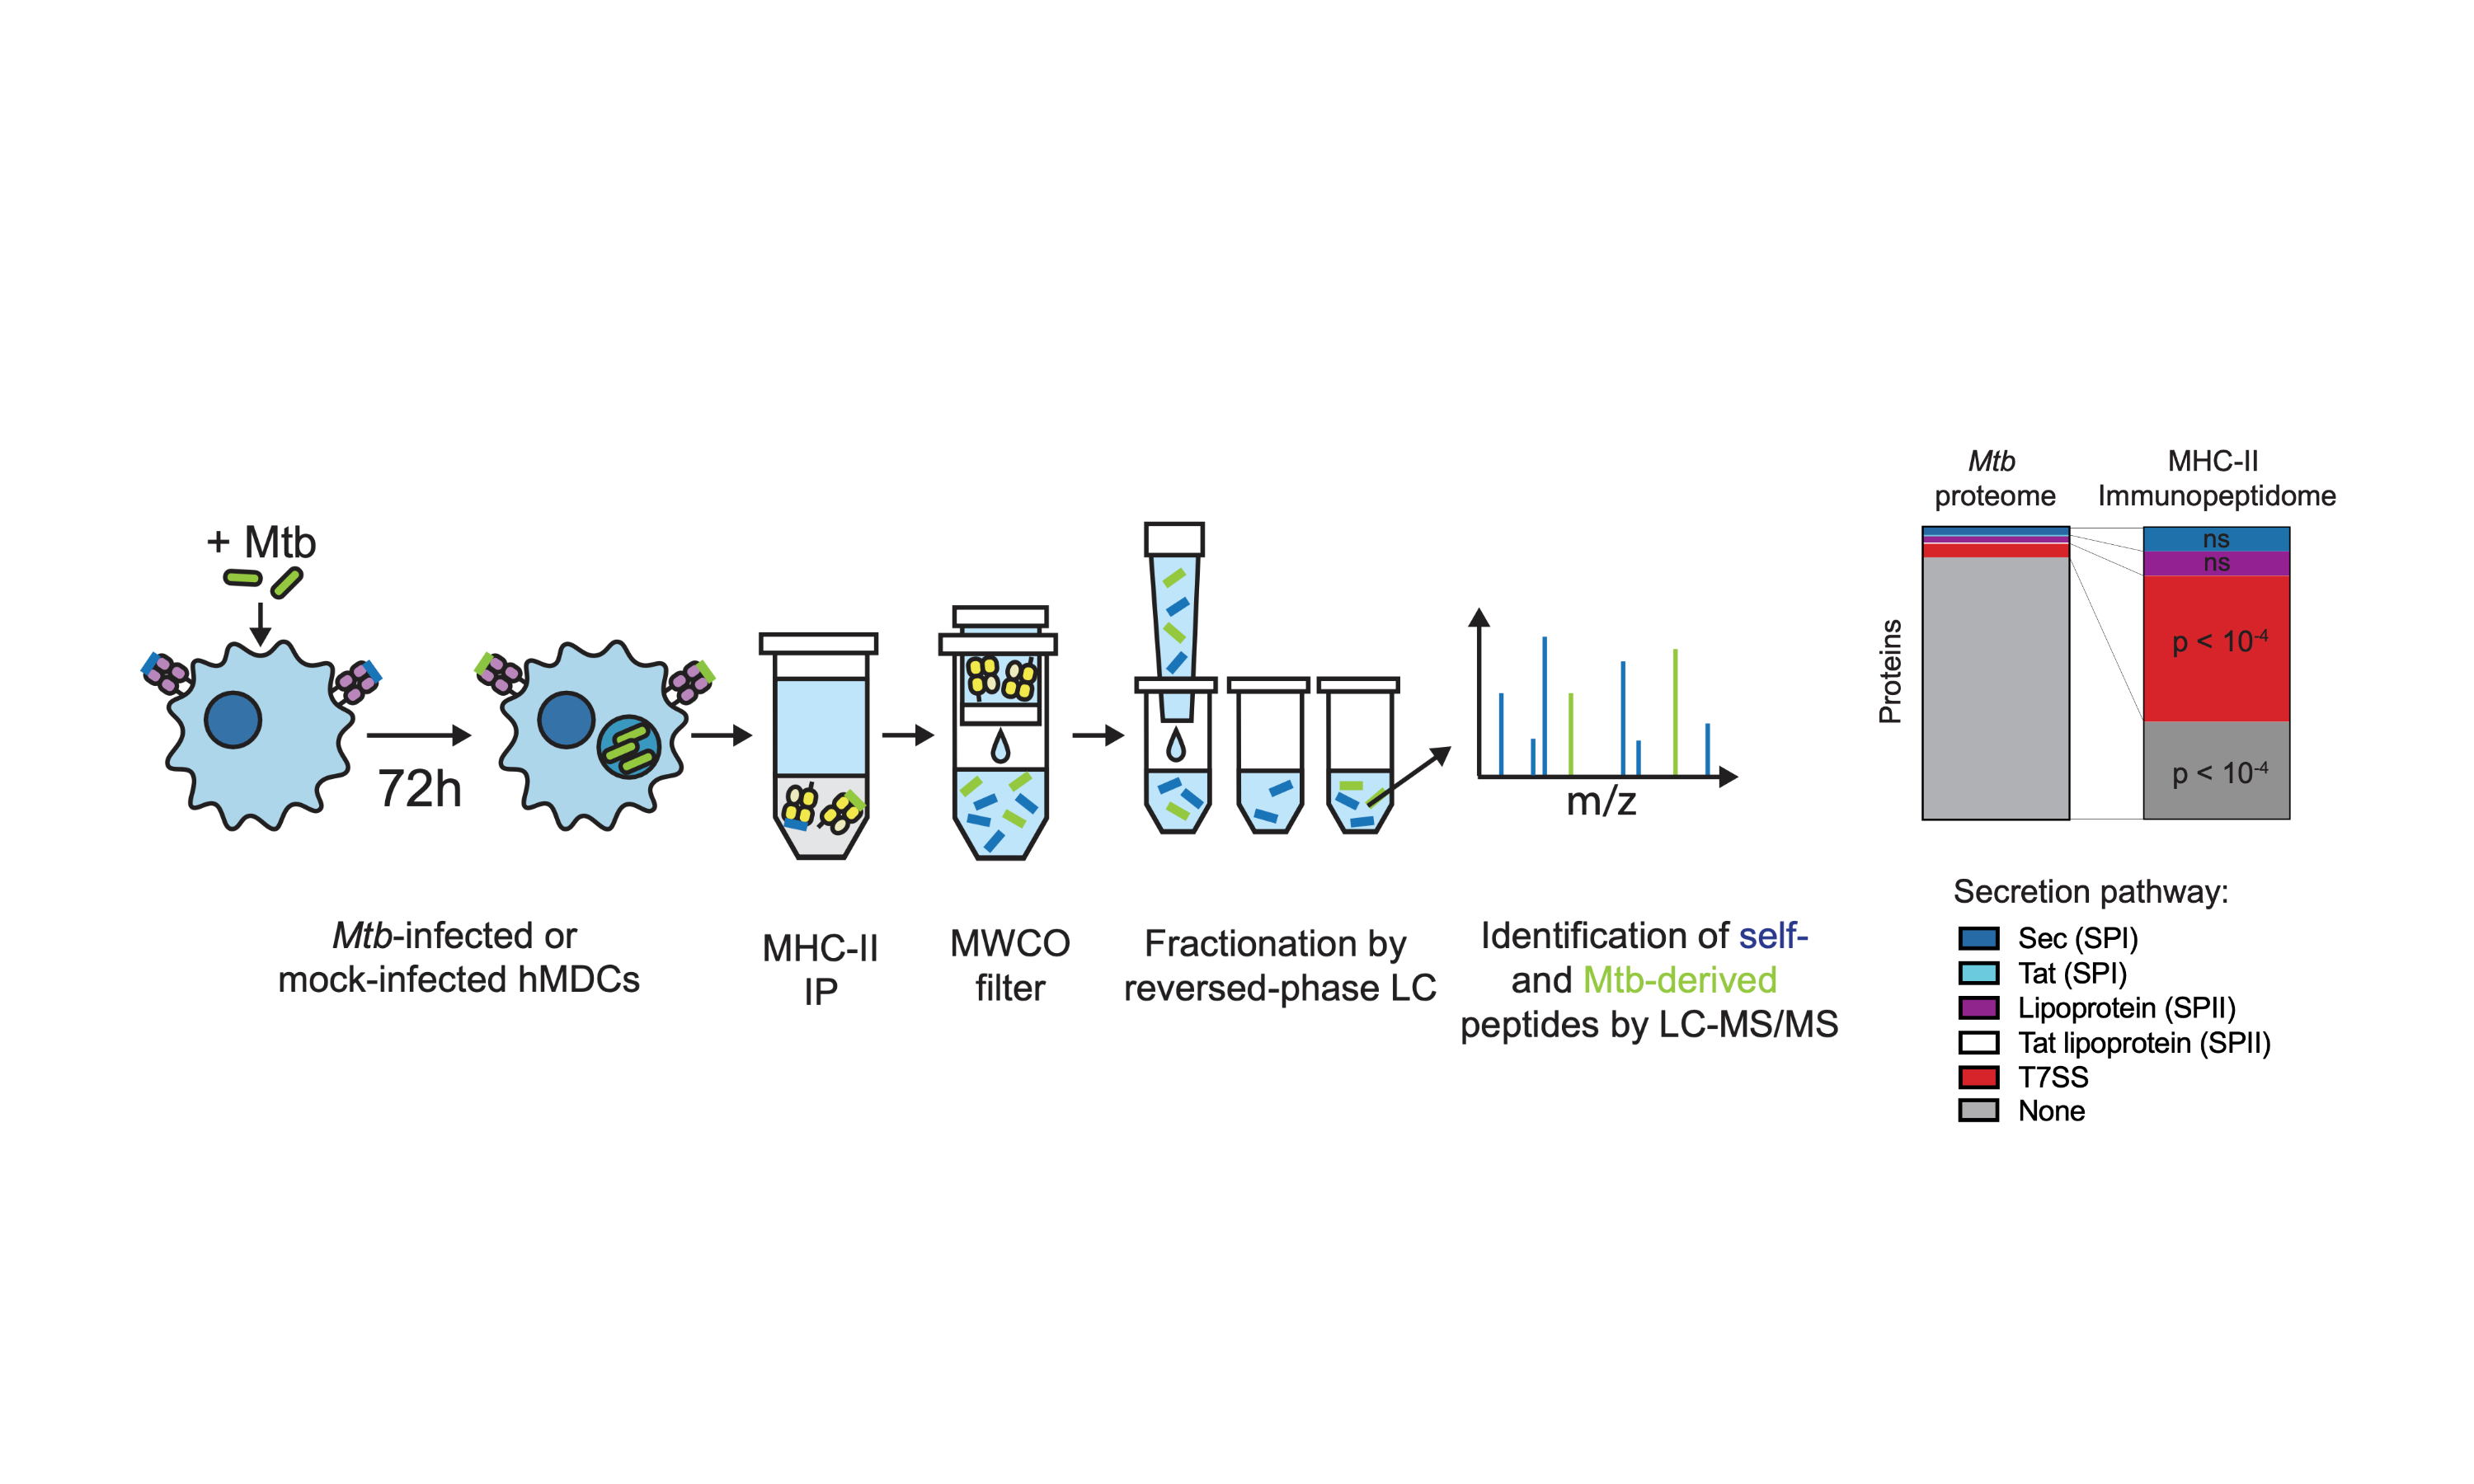 + Mtb
72h
Mtb-infected or
mock-infected hMDCs
MHC-II
IP
MWCO
filter
Fractionation by
reversed-phase LC
m/z
Identification of self-
and Mtb-derived
peptides by LC-MS/MS
Mtb
proteome
MHC-II
Immunopeptidome
Proteins
ns
ns
p < 10⁻⁴
p < 10⁻⁴
Secretion pathway:
Sec (SPI)
Tat (SPI)
Lipoprotein (SPII)
Tat lipoprotein (SPII)
T7SS
None